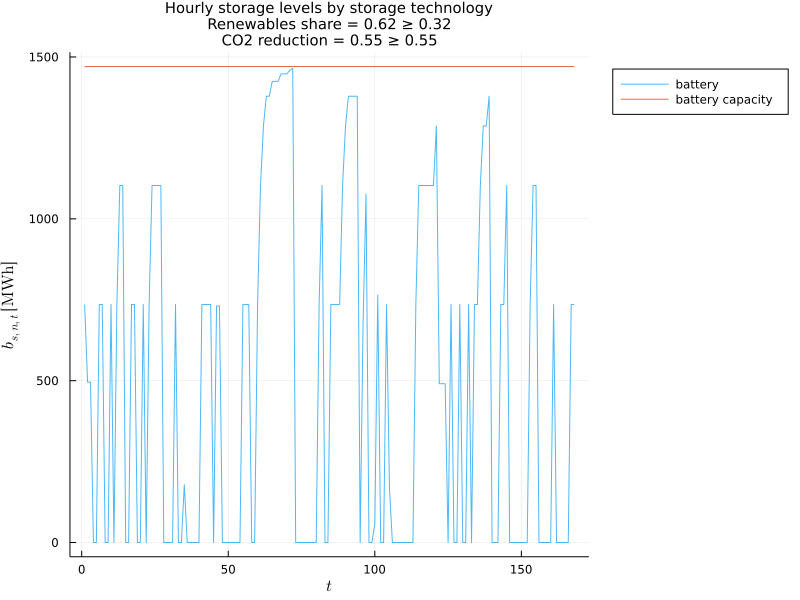 Hourly storage levels by storage technology
Renewables share = 0.62 ≥ 0.32
CO2 reduction = 0.55 ≥ 0.55
1500
1000
500
0
b_{s, n, t} [MWh]
0
50
100
150
t
battery
battery capacity